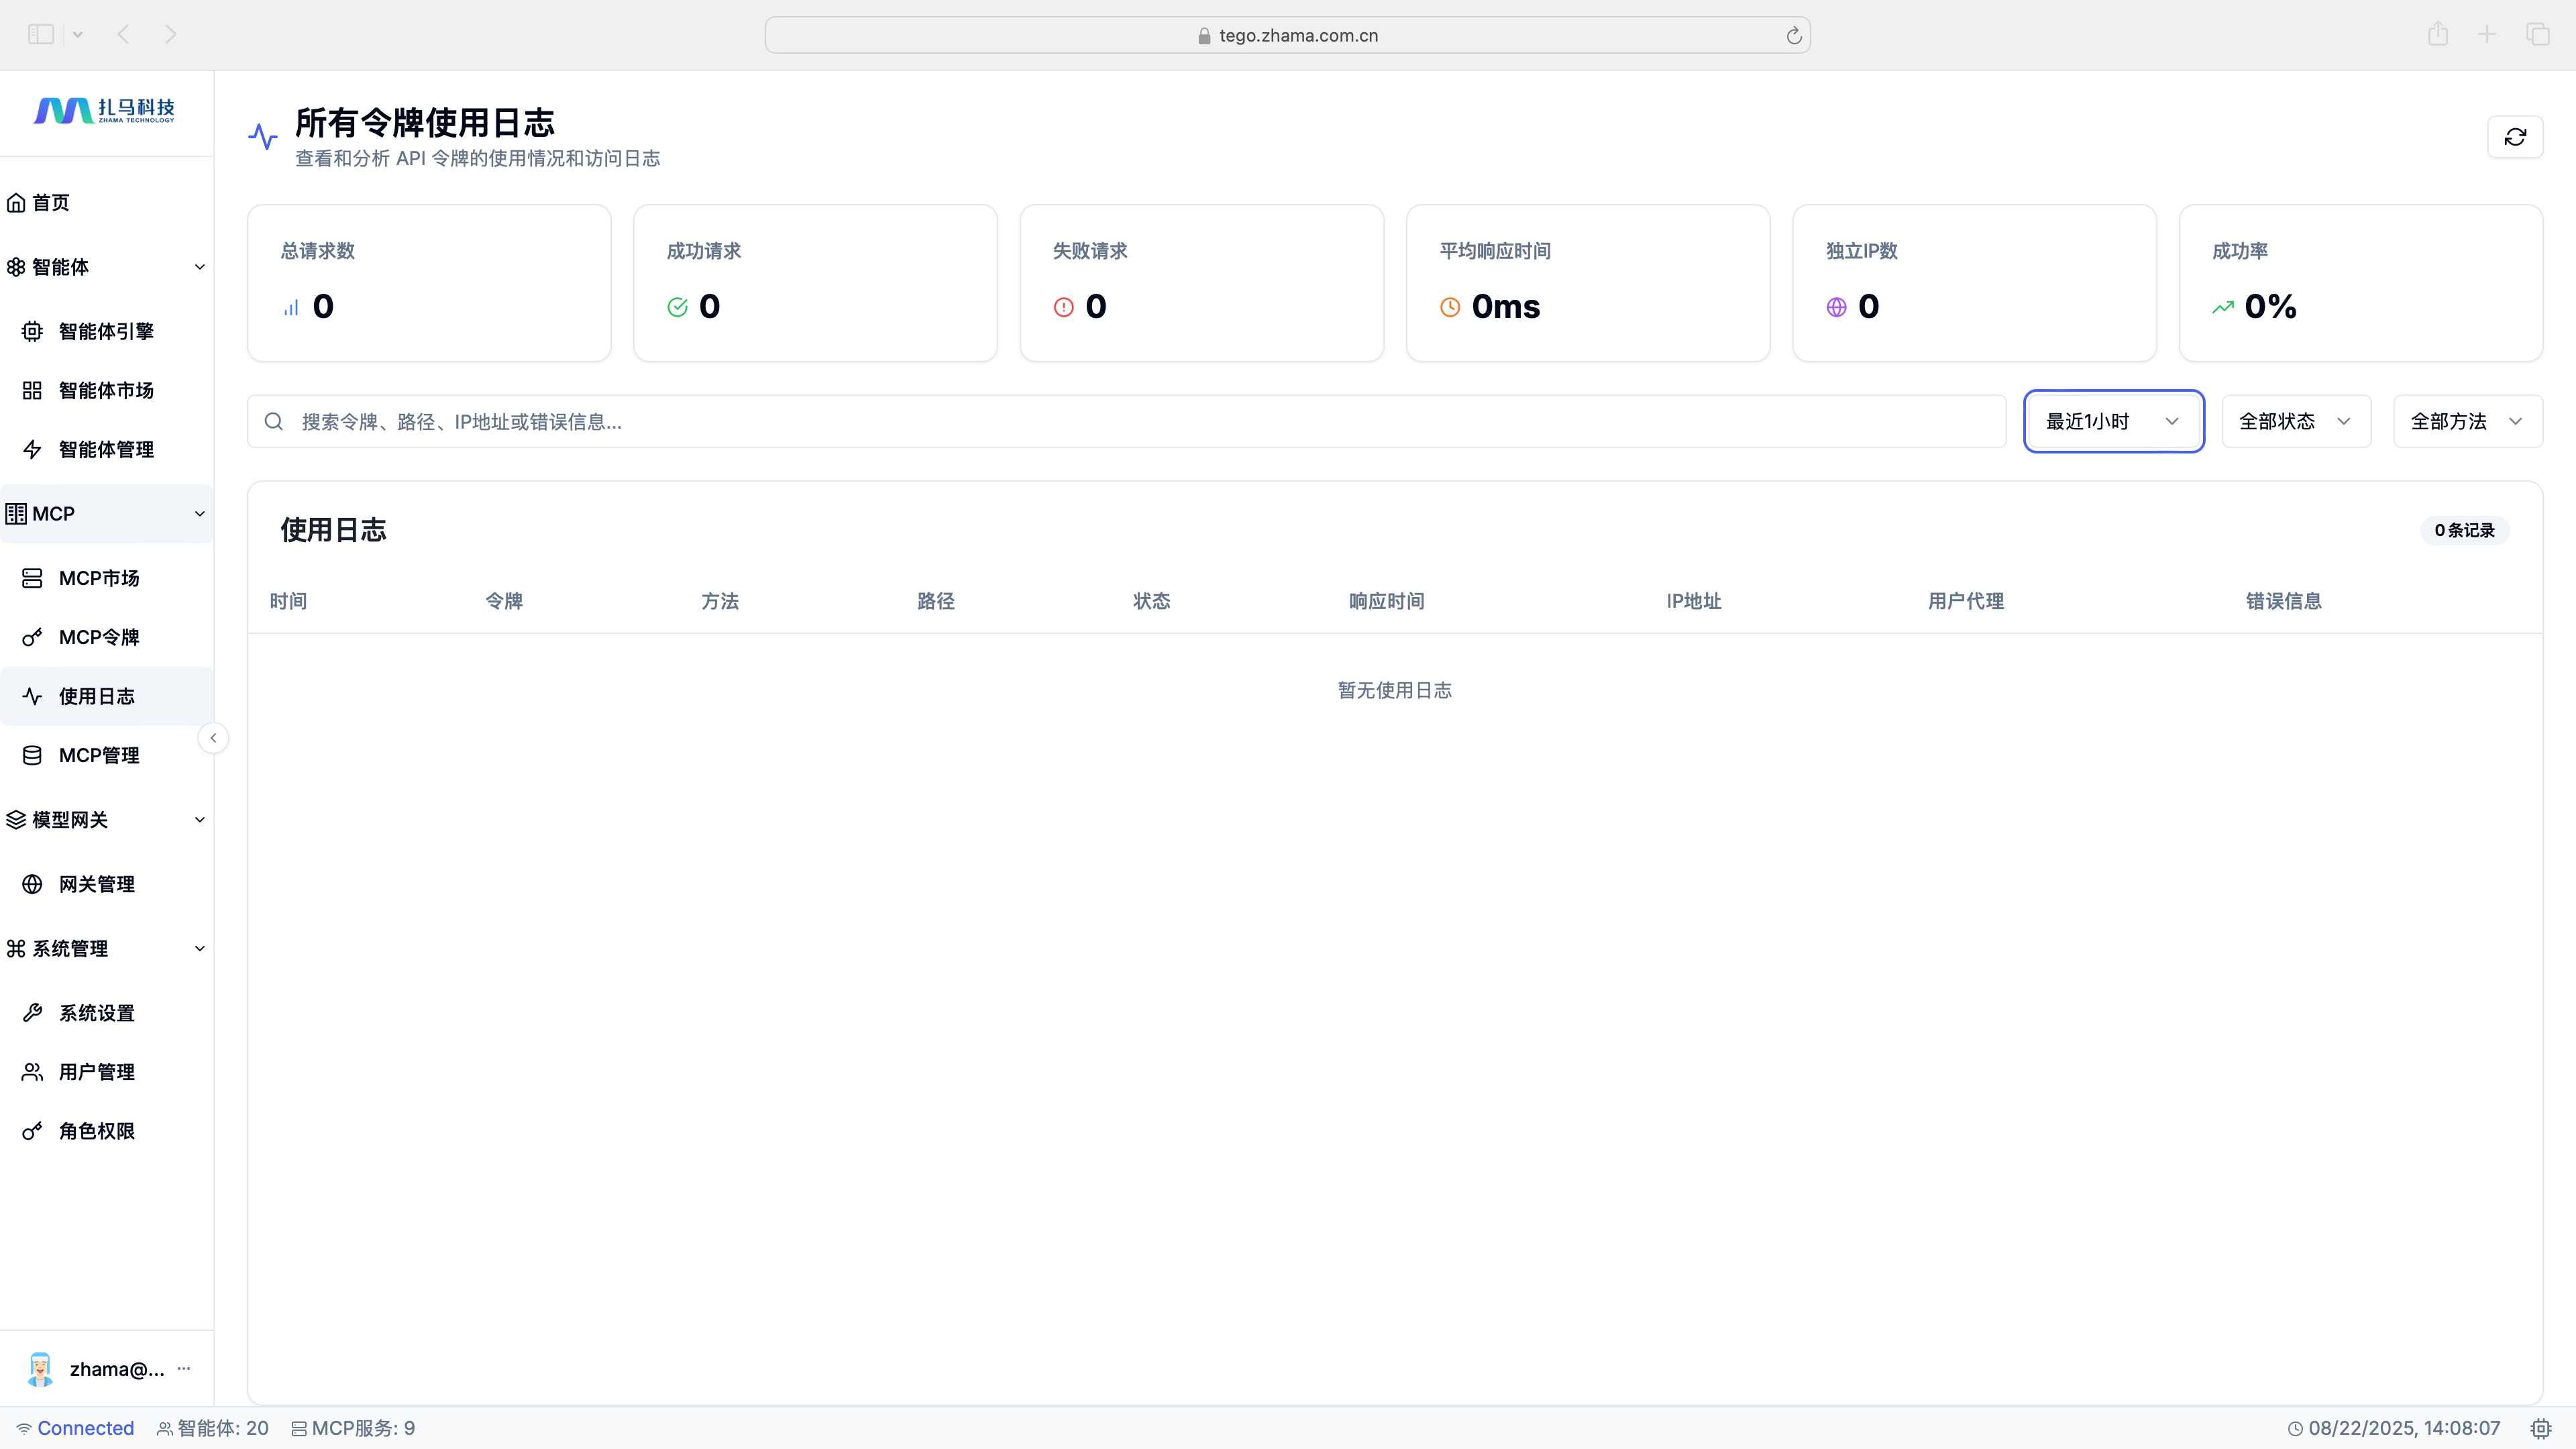 tego.zhama.com.cn
扎马科技
ZHAMA TECHNOLOGY
首页
智能体
智能体引擎
智能体市场
智能体管理
MCP
MCP市场
MCP令牌
使用日志
MCP管理
模型网关
网关管理
系统管理
系统设置
用户管理
角色权限
zhama@...
所有令牌使用日志
查看和分析 API 令牌的使用情况和访问日志
总请求数
0
成功请求
0
失败请求
0
平均响应时间
0ms
独立IP数
0
成功率
0%
搜索令牌、路径、IP地址或错误信息...
最近1小时
全部状态
全部方法
使用日志
0 条记录
时间 令牌 方法 路径 状态 响应时间 IP地址 用户代理 错误信息
暂无使用日志
Connected 智能体: 20 MCP服务: 9 08/22/2025, 14:08:07